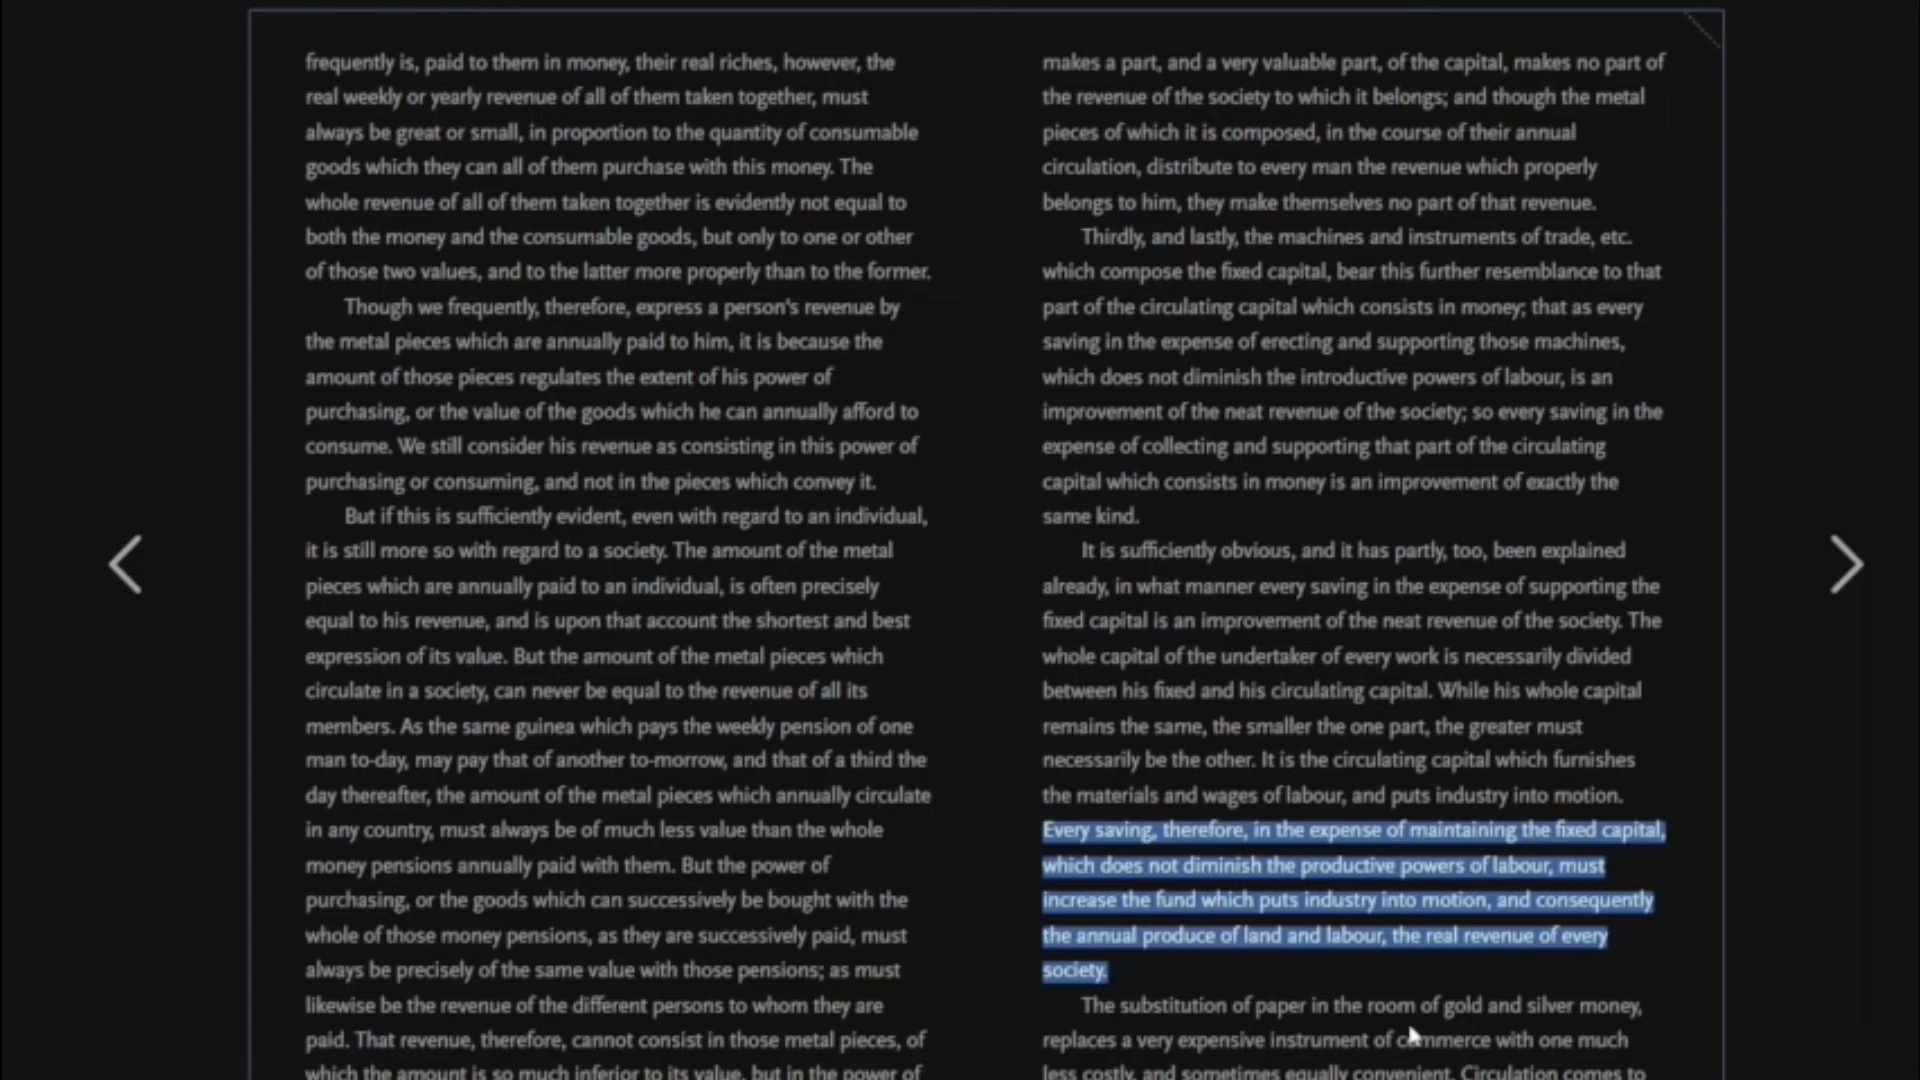 frequently is, paid to them in money, their real riches, however, the
real weekly or yearly revenue of all of them taken together, must
always be great or small, in proportion to the quantity of consumable
goods which they can all of them purchase with this money. The
whole revenue of all of them taken together is evidently not equal to
both the money and the consumable goods, but only to one or other
of those two values, and to the latter more properly than to the former.
Though we frequently, therefore, express a person's revenue by
the metal pieces which are annually paid to him, it is because the
amount of those pieces regulates the extent of his power of
purchasing, or the value of the goods which he can annually afford to
consume. We still consider his revenue as consisting in this power of
purchasing or consuming, and not in the pieces which convey it.
But if this is sufficiently evident, even with regard to an individual,
it is still more so with regard to a society. The amount of the metal
pieces which are annually paid to an individual, is often precisely
equal to his revenue, and is upon that account the shortest and best
expression of its value. But the amount of the metal pieces which
circulate in a society, can never be equal to the revenue of all its
members. As the same guinea which pays the weekly pension of one
man to-day, may pay that of another to-morrow, and that of a third the
day thereafter, the amount of the metal pieces which annually circulate
in any country, must always be of much less value than the whole
money pensions annually paid with them. But the power of
purchasing, or the goods which can successively be bought with the
whole of those money pensions, as they are successively paid, must
always be precisely of the same value with those pensions; as must
likewise be the revenue of the different persons to whom they are
paid. That revenue, therefore, cannot consist in those metal pieces, of
which the amount is so much inferior to its value, but in the power of
makes a part, and a very valuable part, of the capital, makes no part of
the revenue of the society to which it belongs; and though the metal
pieces of which it is composed, in the course of their annual
circulation, distribute to every man the revenue which properly
belongs to him, they make themselves no part of that revenue.
Thirdly, and lastly, the machines and instruments of trade, etc.
which compose the fixed capital, bear this further resemblance to that
part of the circulating capital which consists in money; that as every
saving in the expense of erecting and supporting those machines,
which does not diminish the introductive powers of labour, is an
improvement of the neat revenue of the society; so every saving in the
expense of collecting and supporting that part of the circulating
capital which consists in money is an improvement of exactly the
same kind.
It is sufficiently obvious, and it has partly, too, been explained
already, in what manner every saving in the expense of supporting the
fixed capital is an improvement of the neat revenue of the society. The
whole capital of the undertaker of every work is necessarily divided
between his fixed and his circulating capital. While his whole capital
remains the same, the smaller the one part, the greater must
necessarily be the other. It is the circulating capital which furnishes
the materials and wages of labour, and puts industry into motion.
Every saving, therefore, in the expense of maintaining the fixed capital,
which does not diminish the productive powers of labour, must
increase the fund which puts industry into motion, and consequently
the annual produce of land and labour, the real revenue of every
society.
The substitution of paper in the room of gold and silver money,
replaces a very expensive instrument of commerce with one much
less costly, and sometimes equally convenient. Circulation comes to